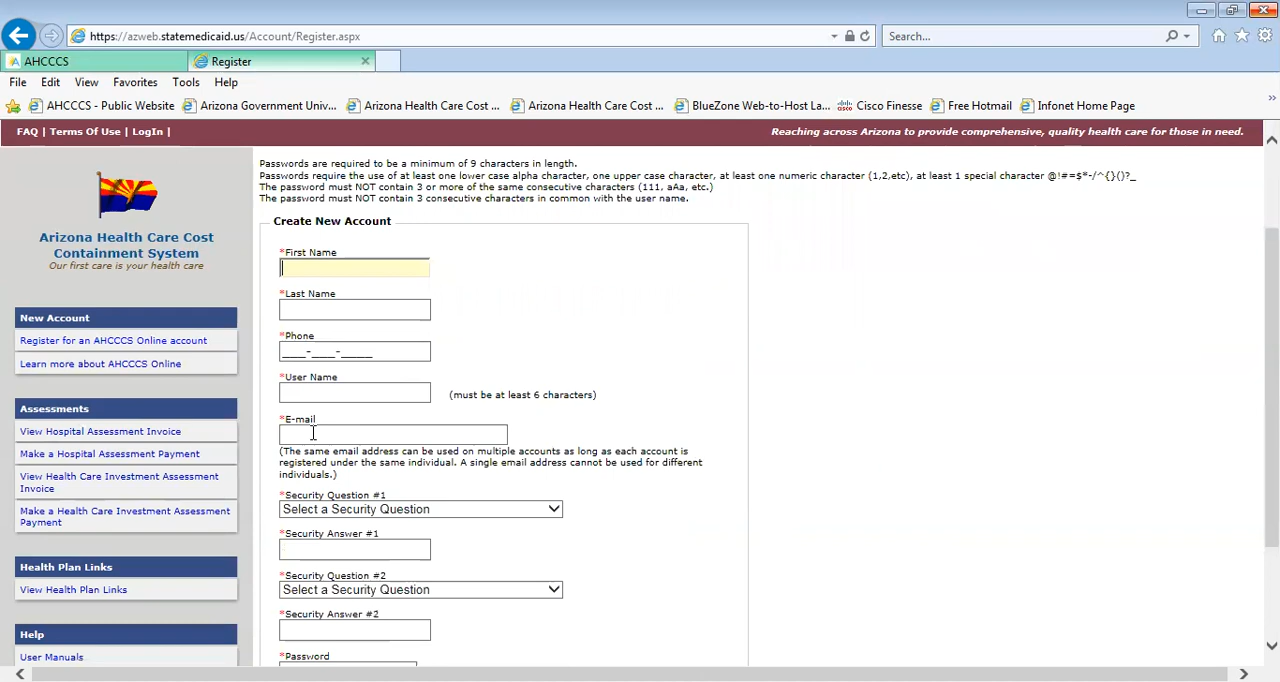 https://azweb.statemedicaid.us/Account/Register.aspx
Search...
AHCCCS
Register
File Edit View Favorites Tools Help
AHCCCS - Public Website Arizona Government Univ... Arizona Health Care Cost ... Arizona Health Care Cost ... BlueZone Web-to-Host La... Cisco Finesse Free Hotmail Infonet Home Page
FAQ | Terms Of Use | LogIn |
Reaching across Arizona to provide comprehensive, quality health care for those in need.
Arizona Health Care Cost
Containment System
Our first care is your health care
New Account
Register for an AHCCCS Online account
Learn more about AHCCCS Online
Assessments
View Hospital Assessment Invoice
Make a Hospital Assessment Payment
View Health Care Investment Assessment
Invoice
Make a Health Care Investment Assessment
Payment
Health Plan Links
View Health Plan Links
Help
User Manuals
Passwords are required to be a minimum of 9 characters in length.
Passwords require the use of at least one lower case alpha character, one upper case character, at least one numeric character (1,2,etc), at least 1 special character @!#=$*-/^{}()?_
The password must NOT contain 3 or more of the same consecutive characters (111, aAa, etc.)
The password must NOT contain 3 consecutive characters in common with the user name.
Create New Account
*First Name
*Last Name
*Phone
___-___-____
*User Name
(must be at least 6 characters)
*E-mail
(The same email address can be used on multiple accounts as long as each account is
registered under the same individual. A single email address cannot be used for different
individuals.)
*Security Question #1
Select a Security Question
*Security Answer #1
*Security Question #2
Select a Security Question
*Security Answer #2
*Password